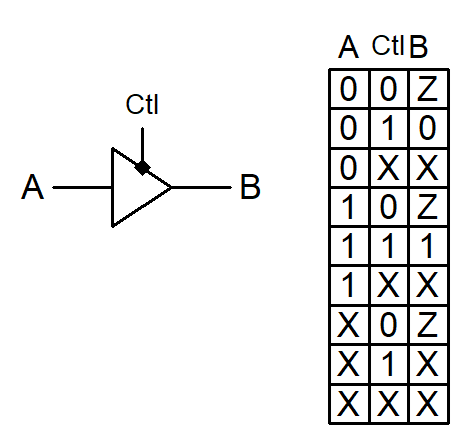 A Ctl B
Ctl
A B
0 0 Z
0 1 0
0 X X
1 0 Z
1 1 1
1 X X
X 0 Z
X 1 X
X X X